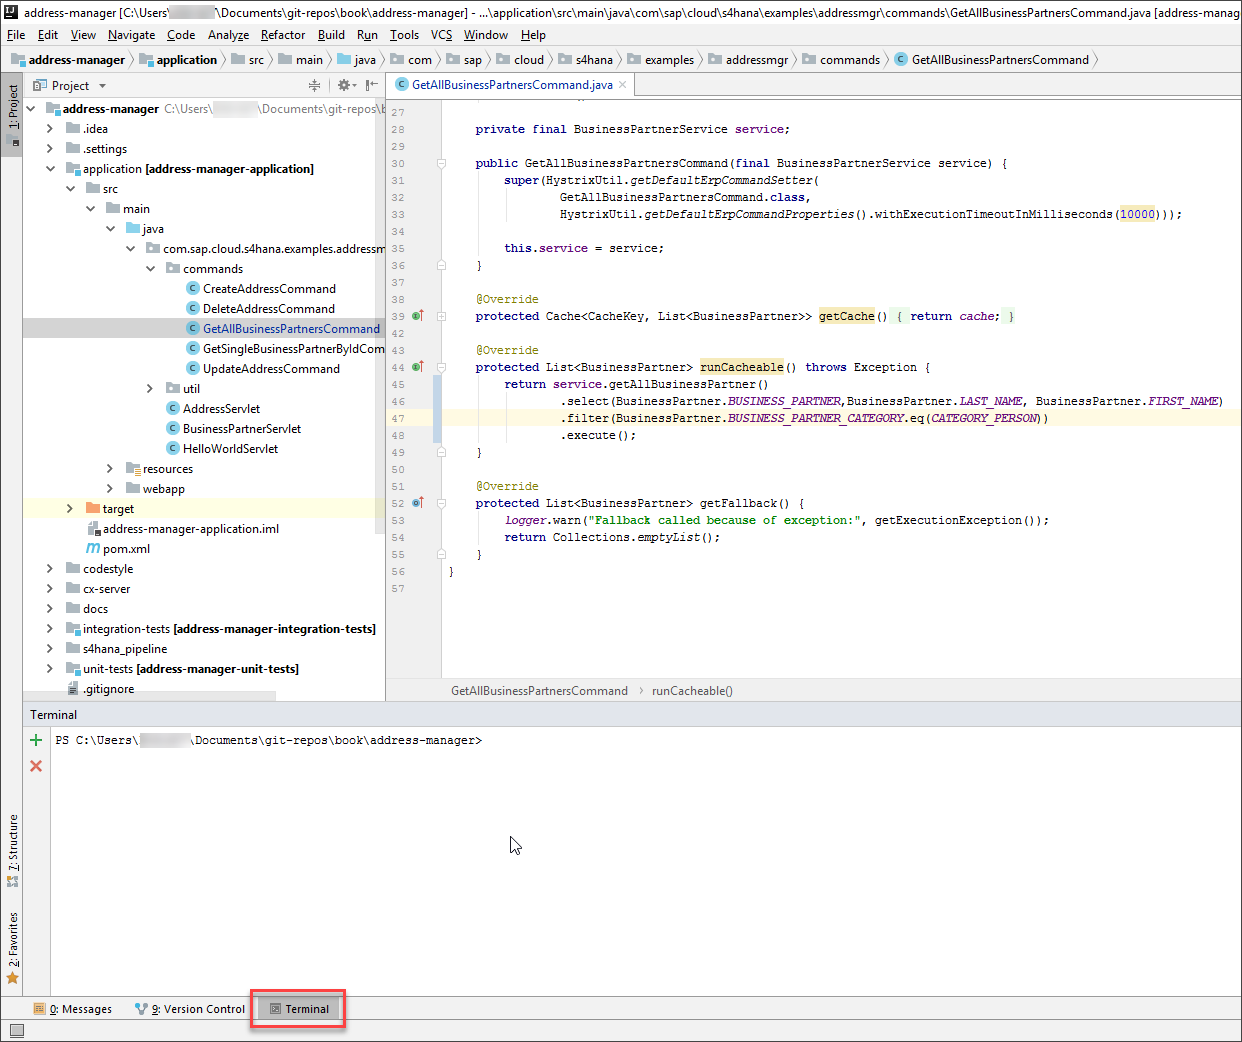 address-manager [C:\Users\ \Documents\git-repos\book\address-manager] - ...\application\src\main\java\com\sap\cloud\s4hana\examples\addressmgr\commands\GetAllBusinessPartnersCommand.java [address-mana
File Edit View Navigate Code Analyze Refactor Build Run Tools VCS Window Help
address-manager application src main java com sap cloud s4hana examples addressmgr commands GetAllBusinessPartnersCommand
1: Project
7: Structure
2: Favorites
Project
address-manager C:\Users\ \Documents\git-repos\b
.idea
.settings
application [address-manager-application]
src
main
java
com.sap.cloud.s4hana.examples.addressm
commands
CreateAddressCommand
DeleteAddressCommand
GetAllBusinessPartnersCommand
GetSingleBusinessPartnerByIdCom
UpdateAddressCommand
util
AddressServlet
BusinessPartnerServlet
HelloWorldServlet
resources
webapp
target
address-manager-application.iml
pom.xml
codestyle
cx-server
docs
integration-tests [address-manager-integration-tests]
s4hana_pipeline
unit-tests [address-manager-unit-tests]
.gitignore
GetAllBusinessPartnersCommand.java
27
28 private final BusinessPartnerService service;
29
30 public GetAllBusinessPartnersCommand(final BusinessPartnerService service) {
31 super(HystrixUtil.getDefaultErpCommandSetter(
32 GetAllBusinessPartnersCommand.class,
33 HystrixUtil.getDefaultErpCommandProperties().withExecutionTimeoutInMilliseconds(10000)));
34
35 this.service = service;
36 }
37
38 @Override
39 protected Cache<CacheKey, List<BusinessPartner>> getCache() { return cache; }
42
43 @Override
44 protected List<BusinessPartner> runCacheable() throws Exception {
45 return service.getAllBusinessPartner()
46 .select(BusinessPartner.BUSINESS_PARTNER,BusinessPartner.LAST_NAME, BusinessPartner.FIRST_NAME)
47 .filter(BusinessPartner.BUSINESS_PARTNER_CATEGORY.eq(CATEGORY_PERSON))
48 .execute();
49 }
50
51 @Override
52 protected List<BusinessPartner> getFallback() {
53 logger.warn("Fallback called because of exception:", getExecutionException());
54 return Collections.emptyList();
55 }
56 }
57
GetAllBusinessPartnersCommand runCacheable()
Terminal
PS C:\Users\ \Documents\git-repos\book\address-manager>
0: Messages 9: Version Control Terminal